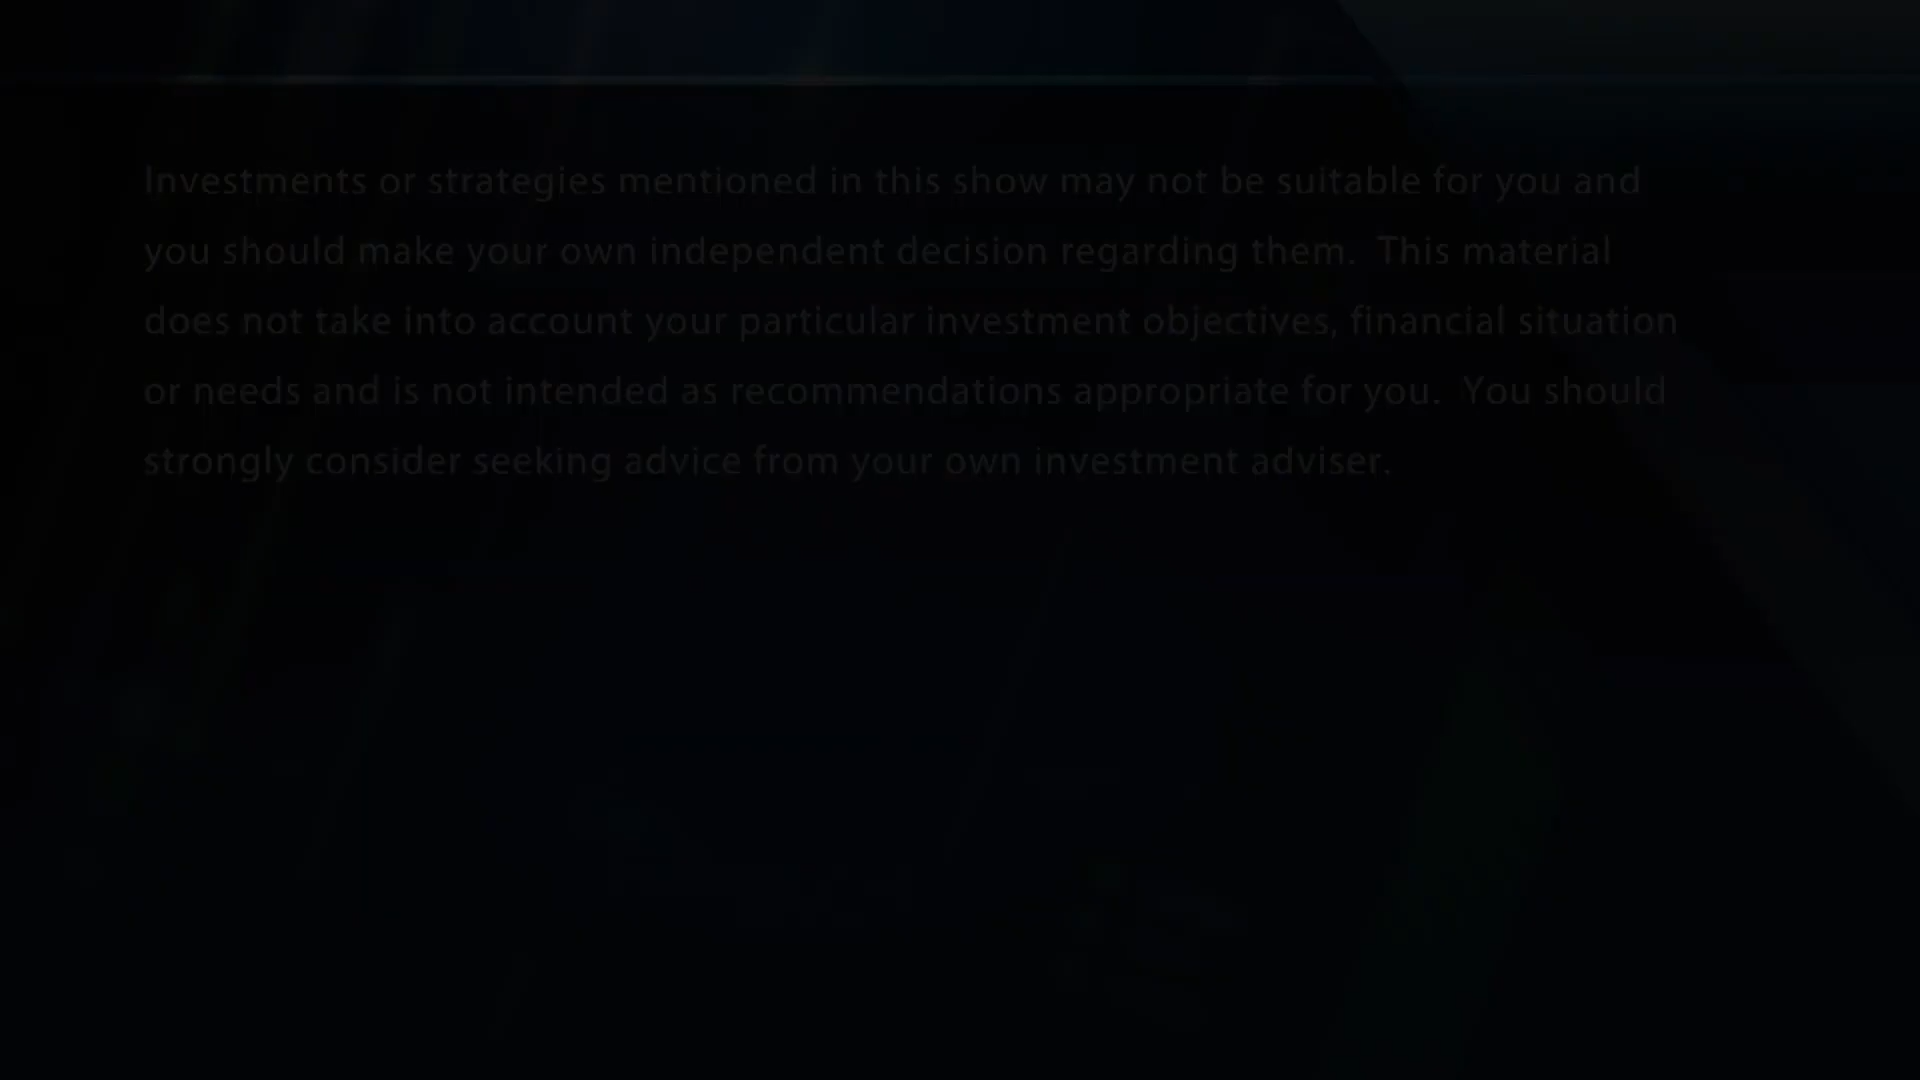 Investments or strategies mentioned in this show may not be suitable for you and
you should make your own independent decision regarding them.  This material
does not take into account your particular investment objectives, financial situation
or needs and is not intended as recommendations appropriate for you.  You should
strongly consider seeking advice from your own investment adviser.